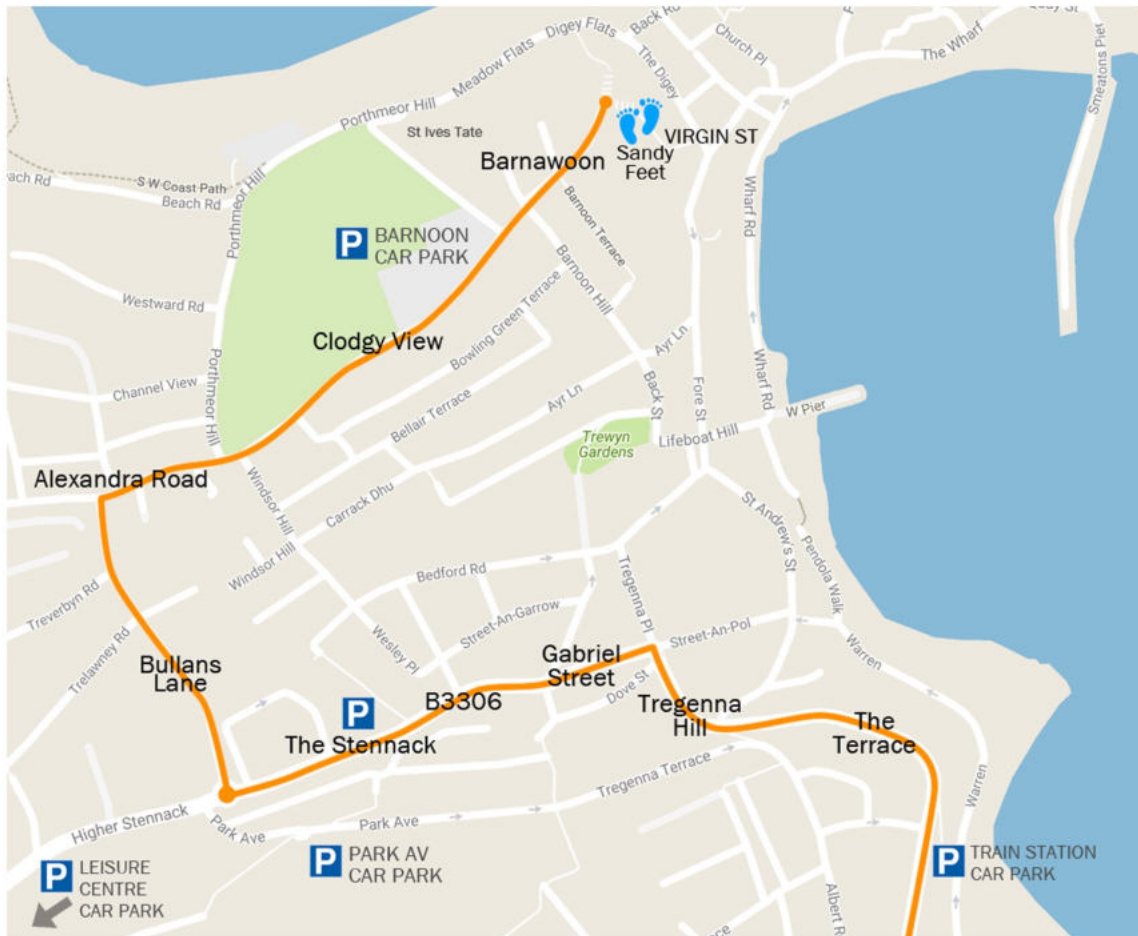 Quay St
Smeatons Pier
The Wharf
Church Pl
Back Rd
Digey Flats
The Digey
Meadow Flats
Porthmeor Hill
St Ives Tate
VIRGIN ST
Sandy
Feet
Barnawoon
Barnoon Terrace
Wharf Rd
S W Coast Path
Beach Rd
Beach Rd
Porthmeor Hill
P
BARNOON
CAR PARK
Barnoon Hill
Westward Rd
Clodgy View
Bowling Green Terrace
Ayr Ln
Wharf Rd
Channel View
Porthmeor Hill
Bellair Terrace
Ayr Ln
Back St
Fore St
W Pier
Lifeboat Hill
Trewyn
Gardens
Alexandra Road
Windsor Hill
Carrack Dhu
St Andrew's St
Windsor Hill
Bedford Rd
Pendola Walk
Treverbyn Rd
Tregenna Pl
Street-An-Garrow
Trelawney Rd
Wesley Pl
Street-An-Pol
Warren
Bullans
Lane
Gabriel
Street
Dove St
B3306
Tregenna
Hill
The
Terrace
P
The Stennack
Tregenna Terrace
Warren
Higher Stennack
Park Ave
Park Ave
P
LEISURE
CENTRE
CAR PARK
P
PARK AV
CAR PARK
Albert Rd
P
TRAIN STATION
CAR PARK